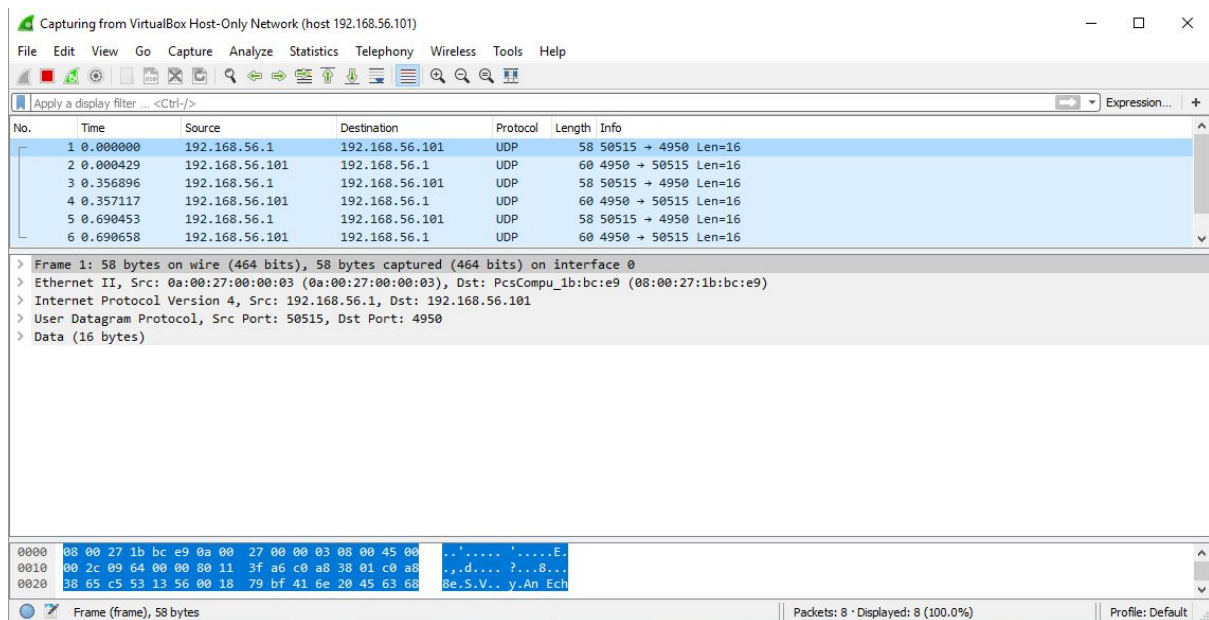 Capturing from VirtualBox Host-Only Network (host 192.168.56.101)
File Edit View Go Capture Analyze Statistics Telephony Wireless Tools Help
Apply a display filter ... <Ctrl-/> Expression... +
No. Time Source Destination Protocol Length Info
1 0.000000 192.168.56.1 192.168.56.101 UDP 58 50515 → 4950 Len=16
2 0.000429 192.168.56.101 192.168.56.1 UDP 60 4950 → 50515 Len=16
3 0.356896 192.168.56.1 192.168.56.101 UDP 58 50515 → 4950 Len=16
4 0.357117 192.168.56.101 192.168.56.1 UDP 60 4950 → 50515 Len=16
5 0.690453 192.168.56.1 192.168.56.101 UDP 58 50515 → 4950 Len=16
6 0.690658 192.168.56.101 192.168.56.1 UDP 60 4950 → 50515 Len=16
> Frame 1: 58 bytes on wire (464 bits), 58 bytes captured (464 bits) on interface 0
> Ethernet II, Src: 0a:00:27:00:00:03 (0a:00:27:00:00:03), Dst: PcsCompu_1b:bc:e9 (08:00:27:1b:bc:e9)
> Internet Protocol Version 4, Src: 192.168.56.1, Dst: 192.168.56.101
> User Datagram Protocol, Src Port: 50515, Dst Port: 4950
> Data (16 bytes)
0000 08 00 27 1b bc e9 0a 00 27 00 00 03 08 00 45 00 ..'..... '.....E.
0010 00 2c 09 64 00 00 80 11 3f a6 c0 a8 38 01 c0 a8 .,.d.... ?...8...
0020 38 65 c5 53 13 56 00 18 79 bf 41 6e 20 45 63 68 8e.S.V.. y.An Ech
Frame (frame), 58 bytes Packets: 8 · Displayed: 8 (100.0%) Profile: Default